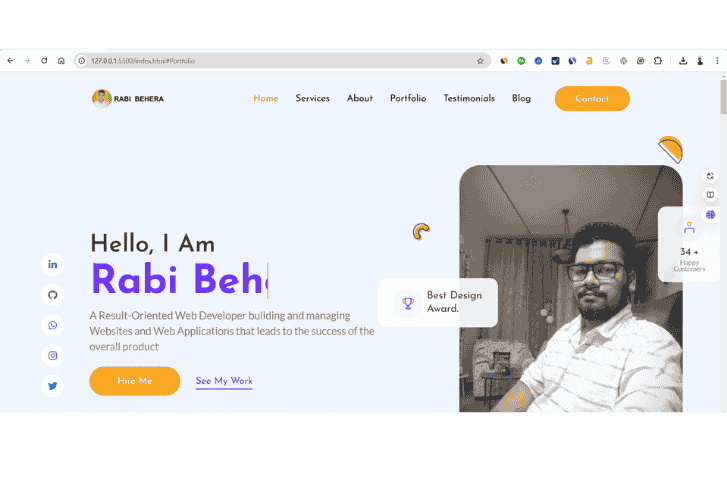 127.0.0.1:5500/index.html#Portfolio
RABI BEHERA
Home Services About Portfolio Testimonials Blog Contact
Hello, I Am
Rabi Behe
A Result-Oriented Web Developer building and managing
Websites and Web Applications that leads to the success of the
overall product
Hire Me See My Work
Best Design
Award.
34 +
Happy
Customers